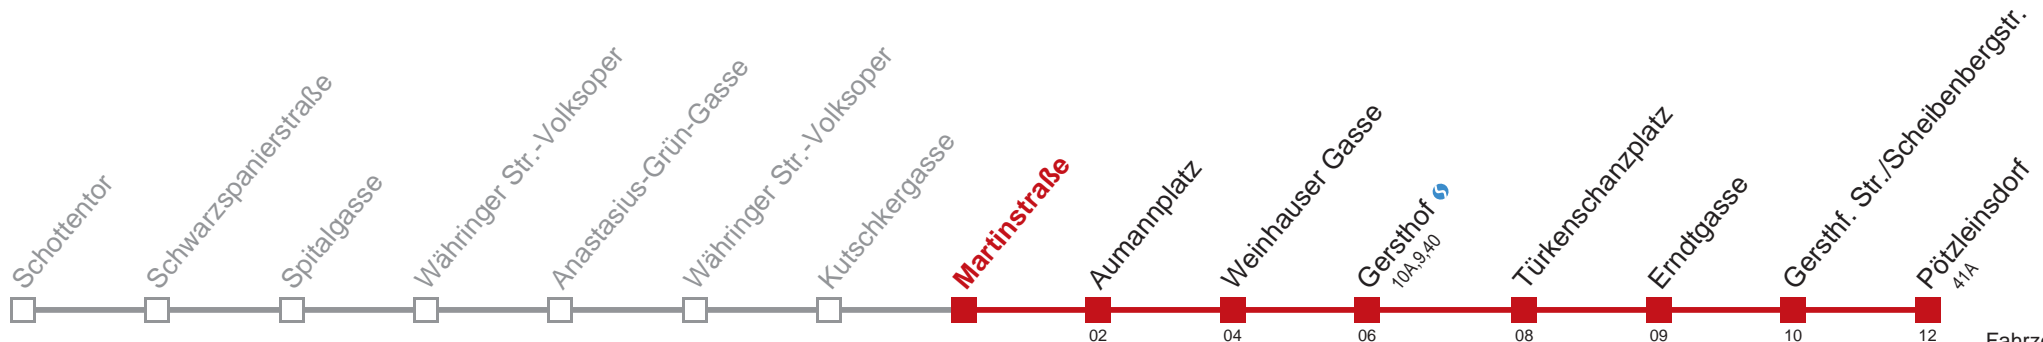 Schottentor
Schwarzspanierstraße
Spitalgasse
Währinger Str.-Volksoper
Anastasius-Grün-Gasse
Währinger Str.-Volksoper
Kutschkergasse
Martinstraße
Aumannplatz
Weinhauser Gasse
Gersthof
10A,9,40
Türkenschanzplatz
Erndtgasse
Gersthf. Str./Scheibenbergstr.
Pötzleinsdorf
41A
02
04
06
08
09
10
12